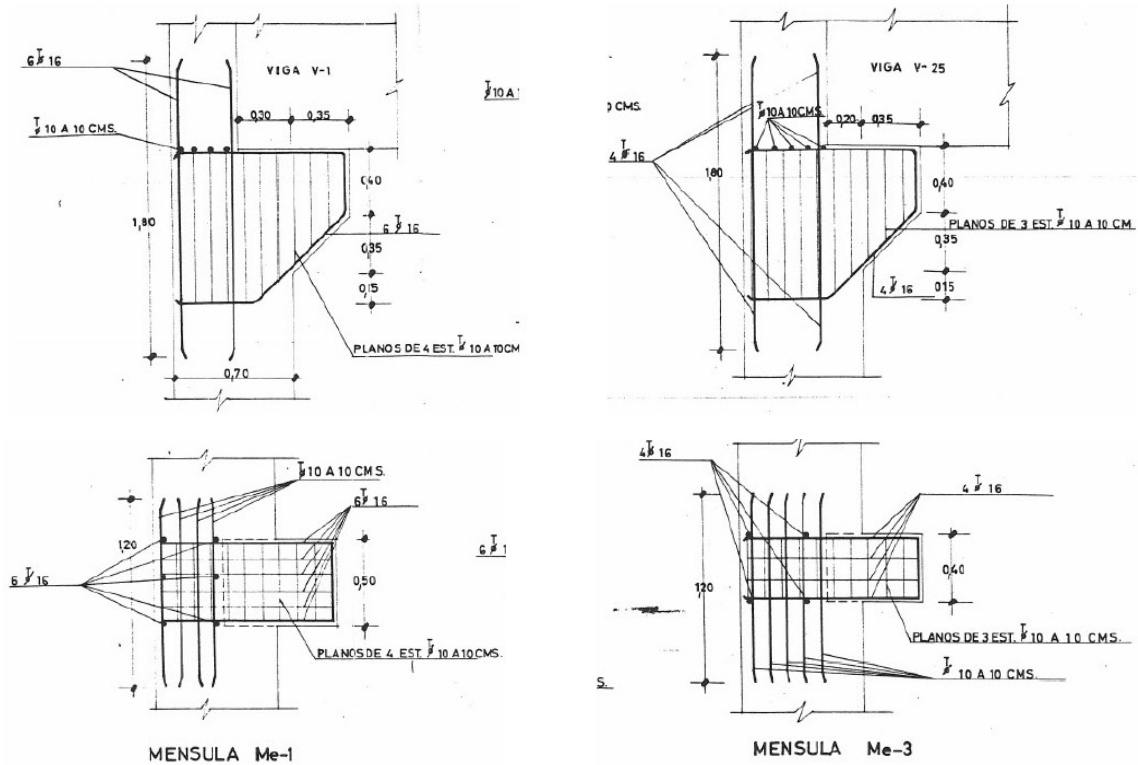 6 Ø 16
VIGA V-1
Ø 10 A 10 CMS.
0,30
0,35
1,80
0,40
6 Ø 16
0,35
0,15
PLANOS DE 4 EST. Ø 10 A 10 CM
0,70
Ø 10 A 1
VIGA V-25
0 CMS.
Ø 10 A 10 CMS.
0,20
0,35
4 Ø 16
1,80
0,40
PLANOS DE 3 EST. Ø 10 A 10 CM
0,35
4 Ø 16
0,15
Ø 10 A 10 CMS.
6 Ø 16
1,20
6 Ø 16
0,50
PLANOS DE 4 EST. Ø 10 A 10 CMS.
6 Ø 1
MENSULA Me-1
4 Ø 16
4 Ø 16
1,20
0,40
PLANOS DE 3 EST. Ø 10 A 10 CMS.
Ø 10 A 10 CMS.
S.
MENSULA Me-3